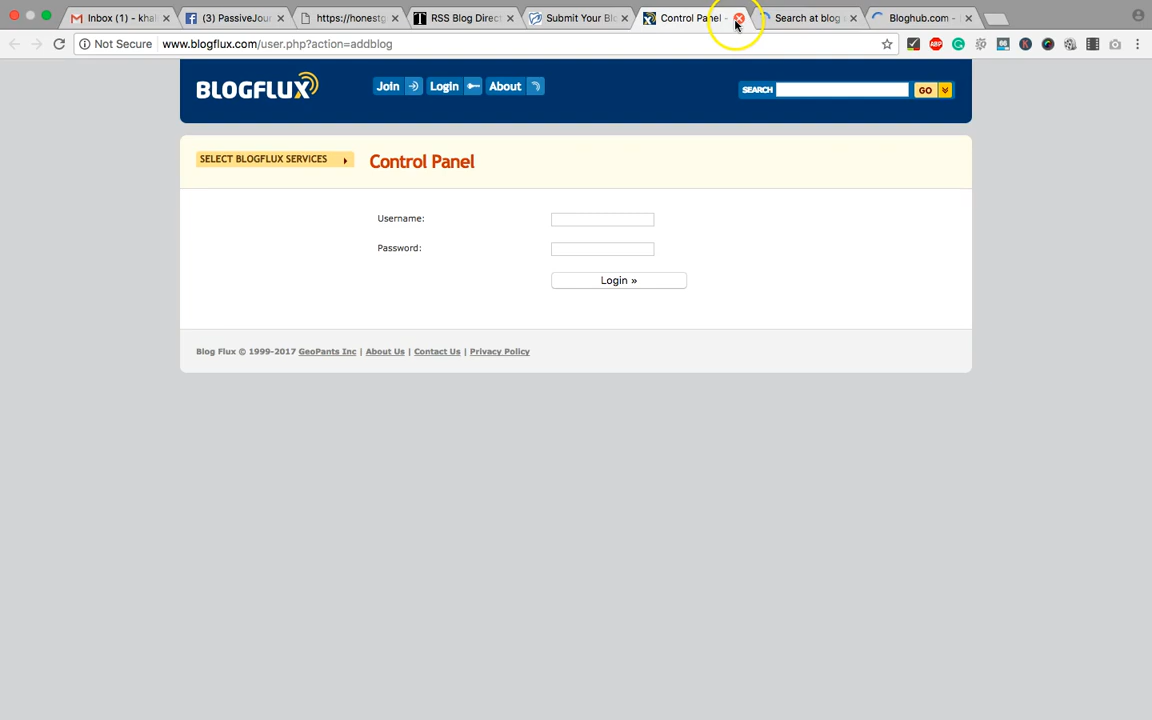 Inbox (1) - khal
(3) PassiveJour
https://honestg
RSS Blog Direct
Submit Your Blo
Control Panel -
Search at blog
Bloghub.com -
Not Secure www.blogflux.com/user.php?action=addblog
BLOGFLUX
Join
Login
About
SEARCH
GO
SELECT BLOGFLUX SERVICES
Control Panel
Username:
Password:
Login »
Blog Flux © 1999-2017 GeoPants Inc | About Us | Contact Us | Privacy Policy